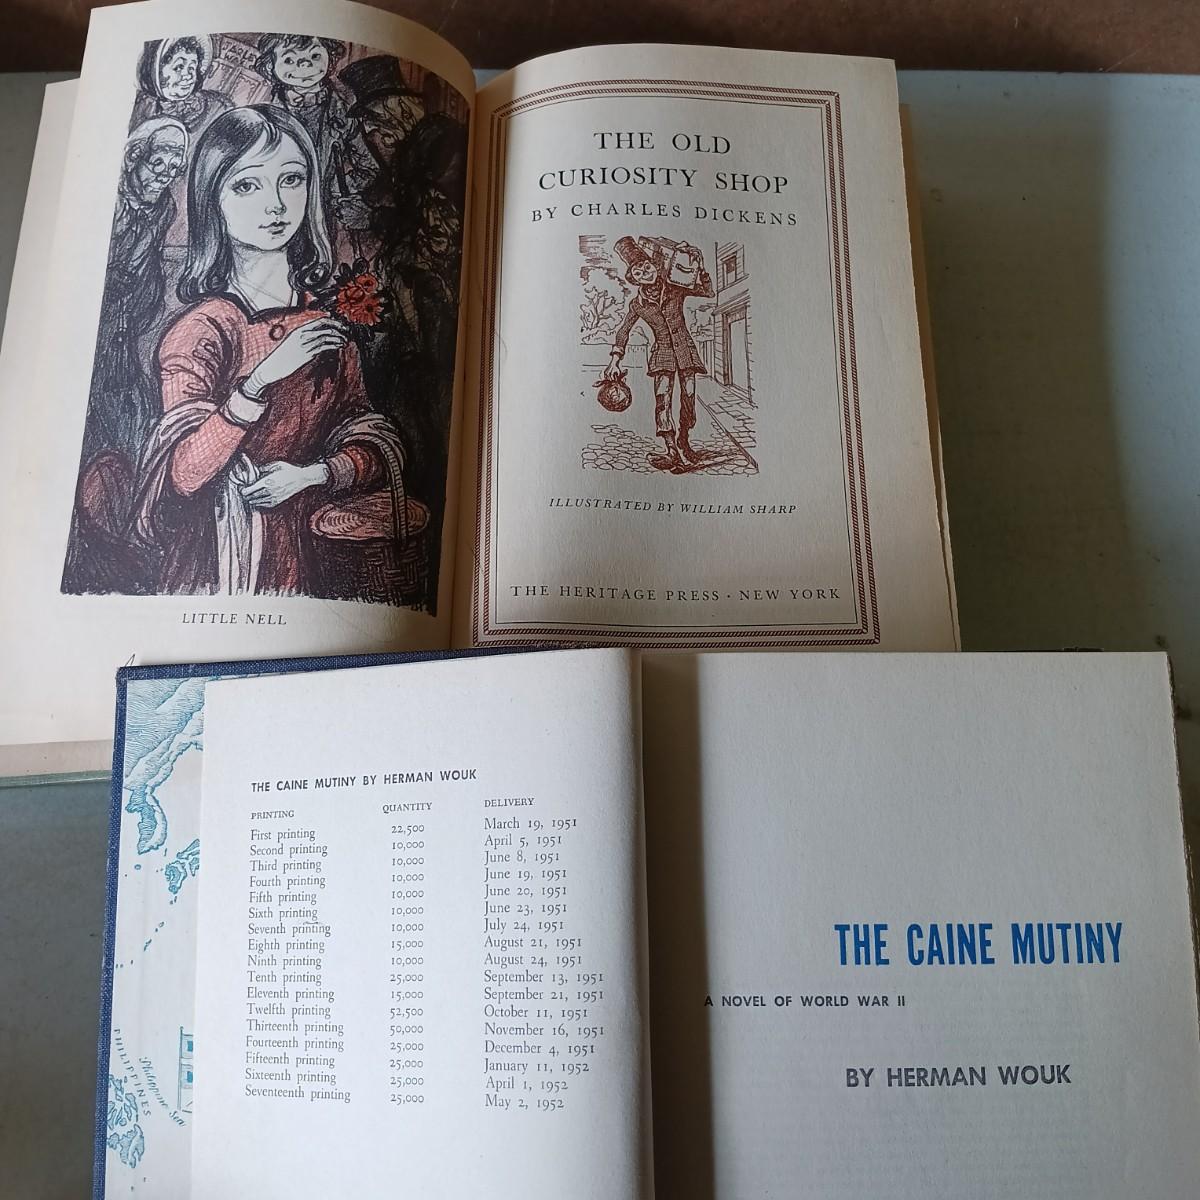 THE OLD
CURIOSITY SHOP
BY CHARLES DICKENS
ILLUSTRATED BY WILLIAM SHARP
THE HERITAGE PRESS · NEW YORK
LITTLE NELL
THE CAINE MUTINY BY HERMAN WOUK
PRINTING QUANTITY DELIVERY
First printing 22,500 March 19, 1951
Second printing 10,000 April 5, 1951
Third printing 10,000 June 8, 1951
Fourth printing 10,000 June 19, 1951
Fifth printing 10,000 June 20, 1951
Sixth printing 10,000 June 23, 1951
Seventh printing 10,000 July 24, 1951
Eighth printing 15,000 August 21, 1951
Ninth printing 10,000 August 24, 1951
Tenth printing 25,000 September 13, 1951
Eleventh printing 15,000 September 21, 1951
Twelfth printing 52,500 October 11, 1951
Thirteenth printing 50,000 November 16, 1951
Fourteenth printing 25,000 December 4, 1951
Fifteenth printing 25,000 January 11, 1952
Sixteenth printing 25,000 April 1, 1952
Seventeenth printing 25,000 May 2, 1952
PHILIPPINES
Philippine Sea
THE CAINE MUTINY
A NOVEL OF WORLD WAR II
BY HERMAN WOUK